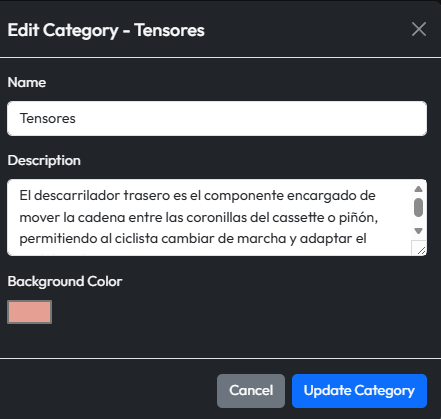 Edit Category - Tensores
Name
Tensores
Description
El descarrilador trasero es el componente encargado de
mover la cadena entre las coronillas del cassette o piñón,
permitiendo al ciclista cambiar de marcha y adaptar el
Background Color
Cancel
Update Category